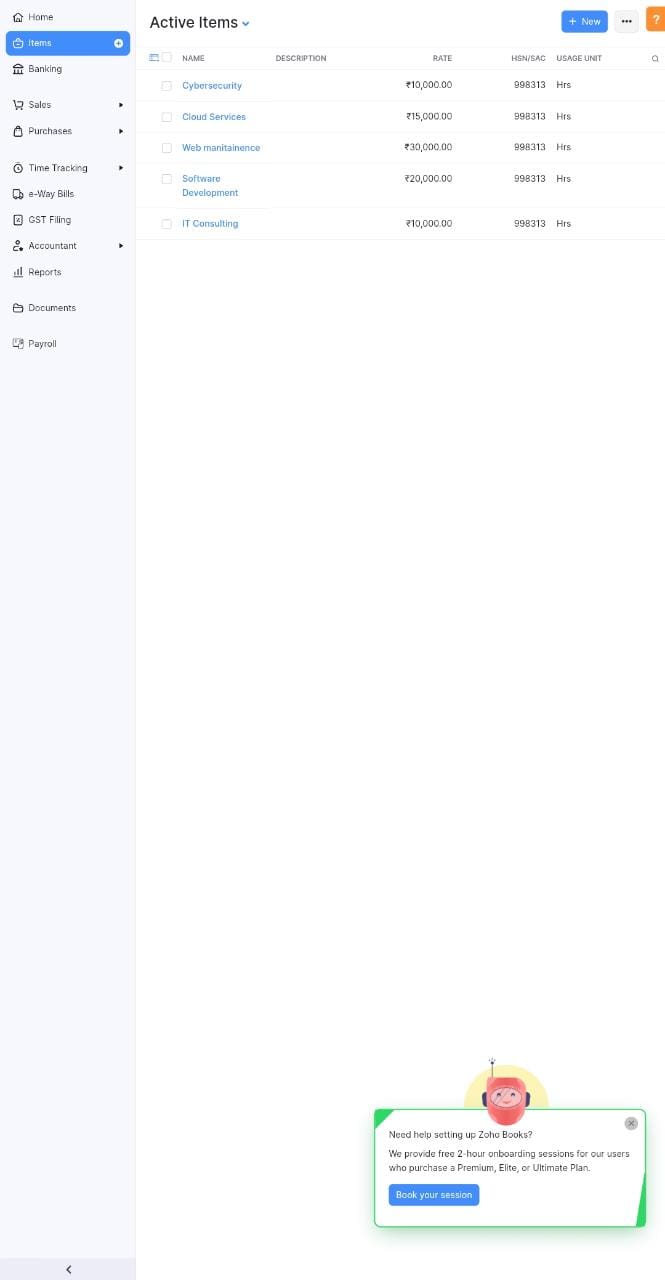 Home
Items
Banking
Sales
Purchases
Time Tracking
e-Way Bills
GST Filing
Accountant
Reports
Documents
Payroll
Active Items
+ New
?
NAME DESCRIPTION RATE HSN/SAC USAGE UNIT
Cybersecurity ₹10,000.00 998313 Hrs
Cloud Services ₹15,000.00 998313 Hrs
Web manitainence ₹30,000.00 998313 Hrs
Software ₹20,000.00 998313 Hrs
Development
IT Consulting ₹10,000.00 998313 Hrs
Need help setting up Zoho Books?
We provide free 2-hour onboarding sessions for our users
who purchase a Premium, Elite, or Ultimate Plan.
Book your session